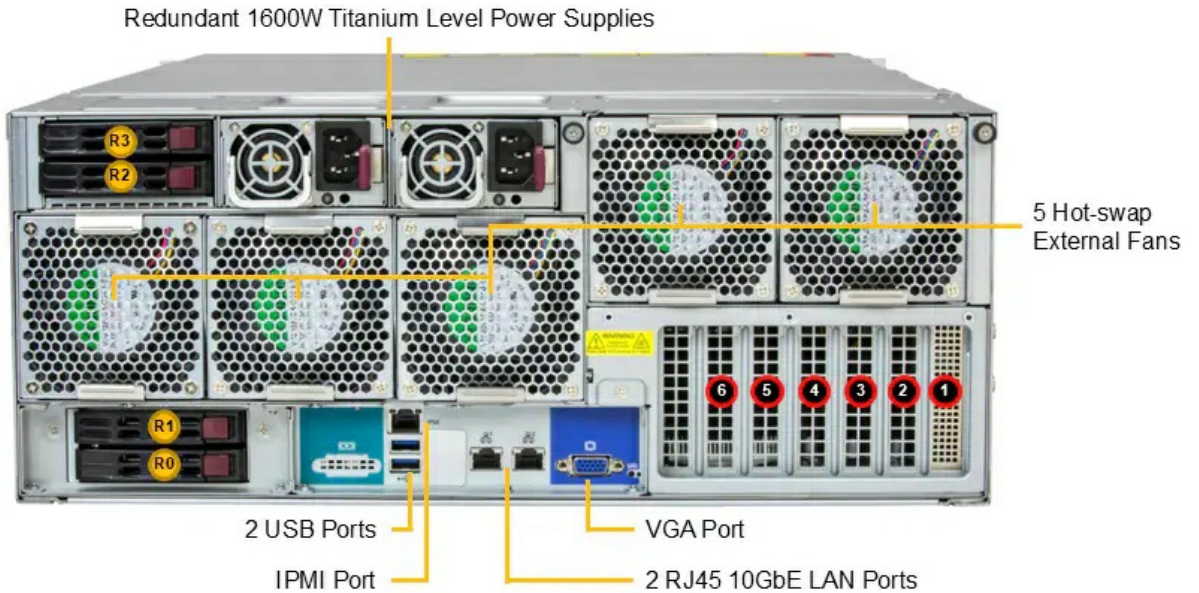 Redundant 1600W Titanium Level Power Supplies
R3
R2
5 Hot-swap
External Fans
WARNING
6
5
4
3
2
1
R1
R0
2 USB Ports
VGA Port
IPMI Port
2 RJ45 10GbE LAN Ports